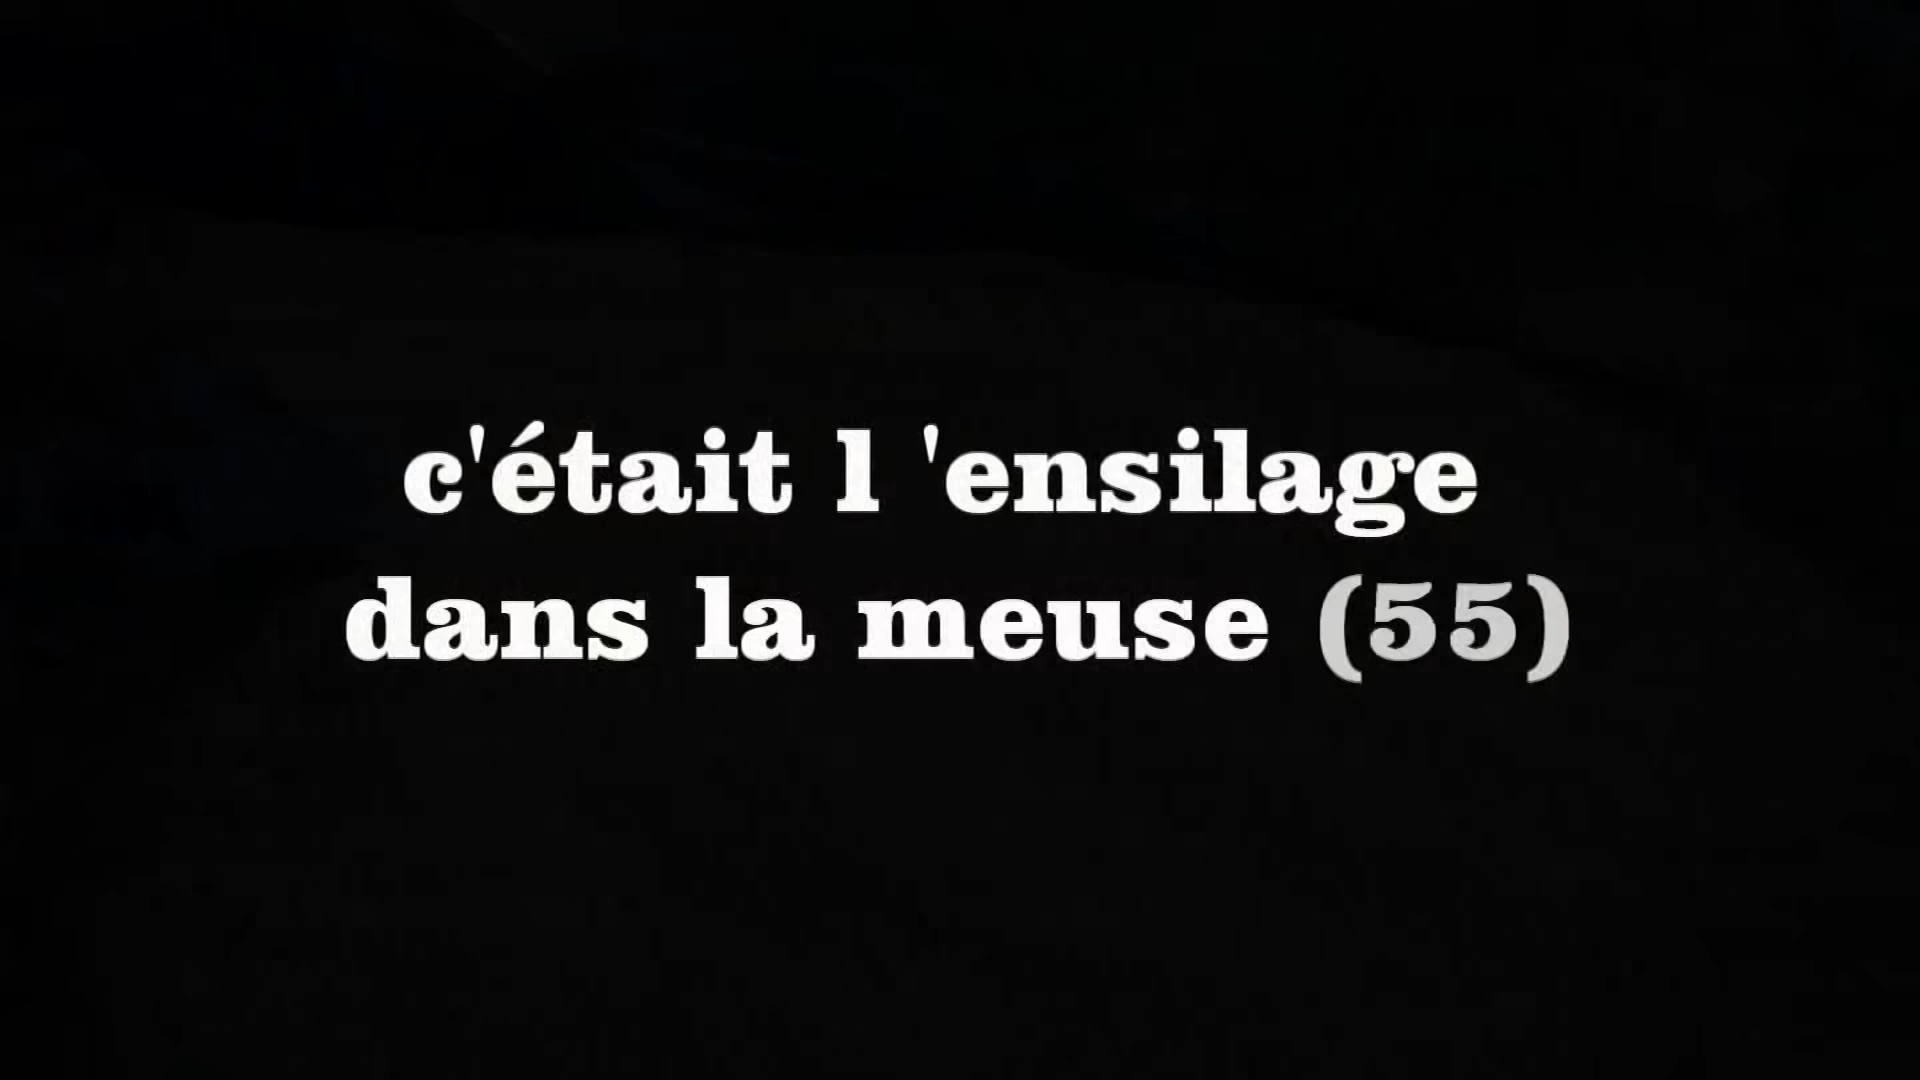 c'était l 'ensilage
dans la meuse (55)